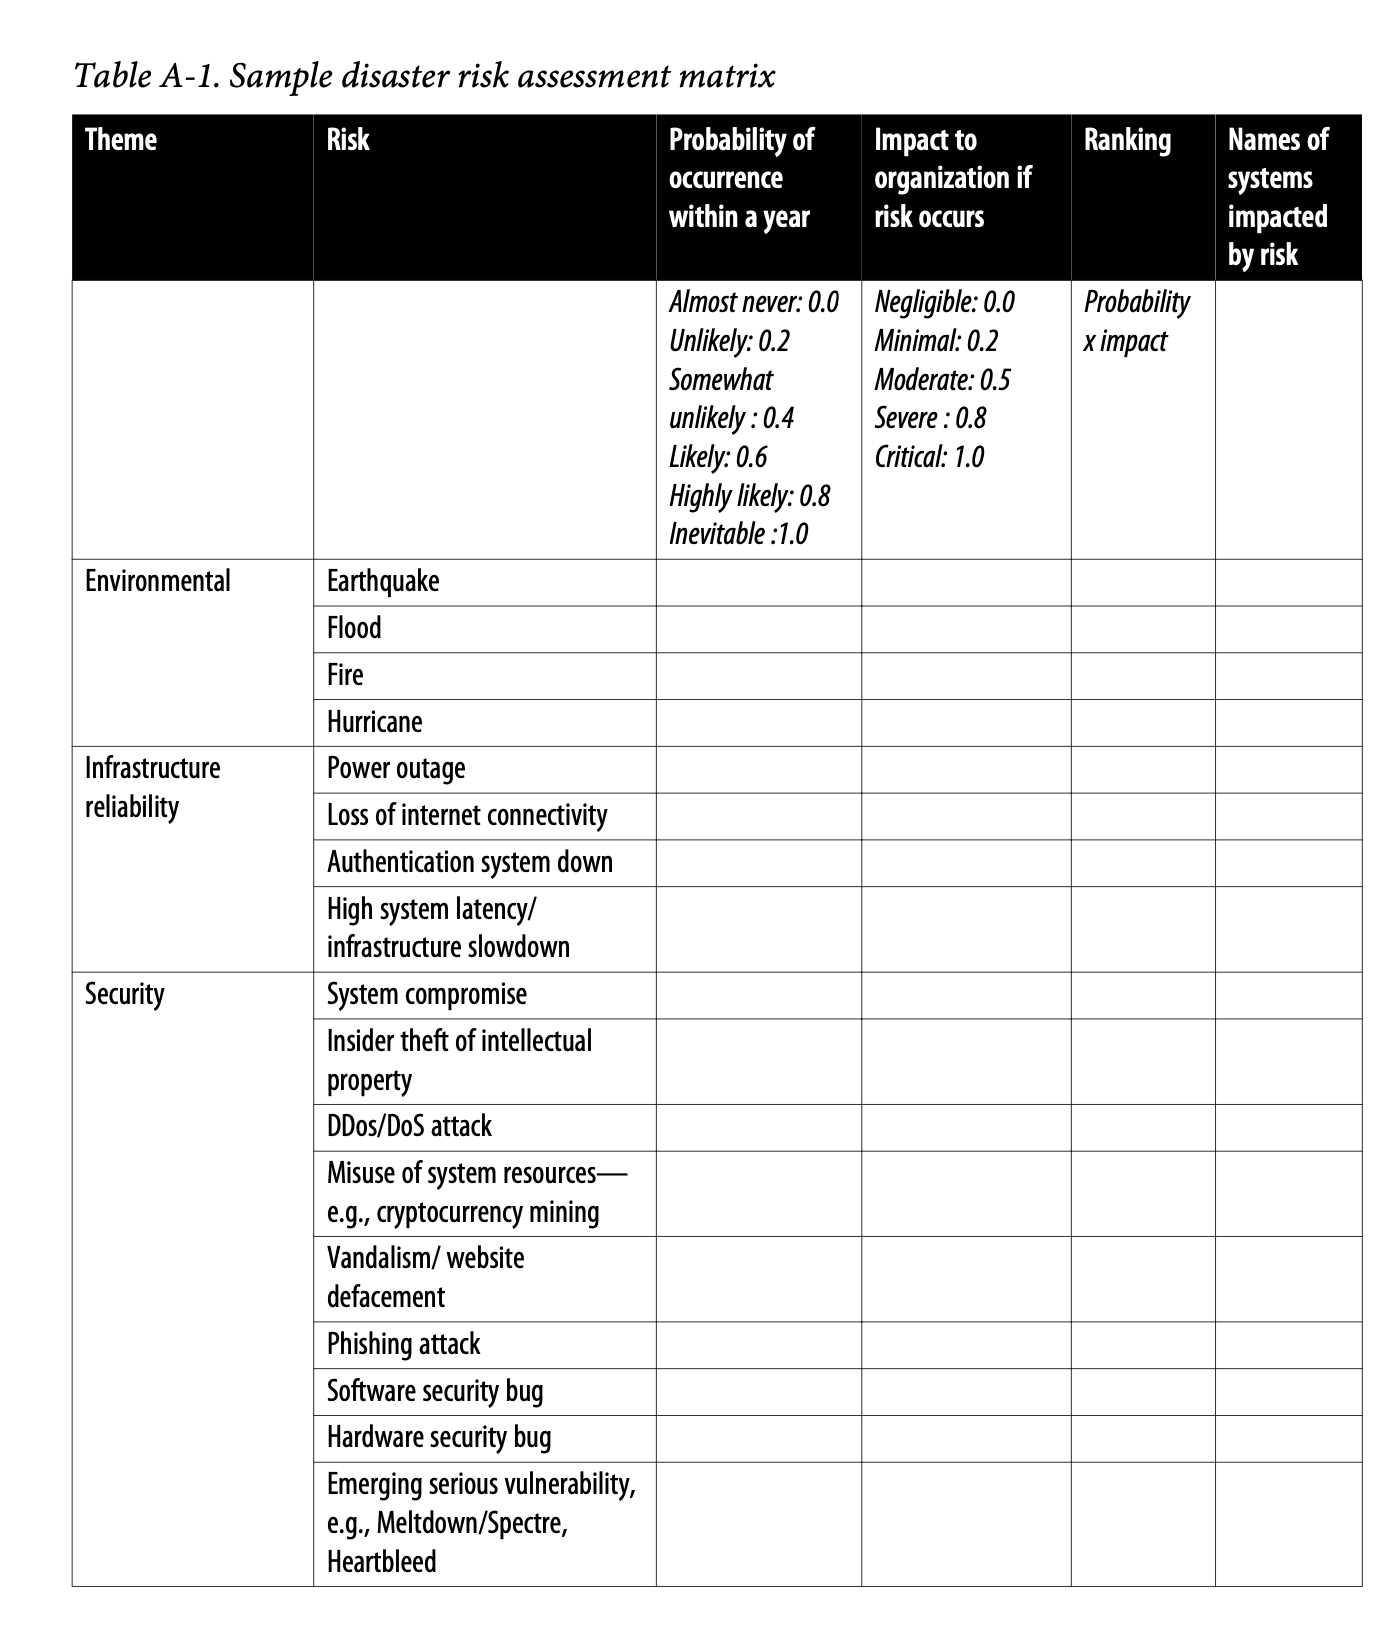 Table A-1. Sample disaster risk assessment matrix
Theme
Risk
Probability of
occurrence
within a year
Impact to
organization if
risk occurs
Ranking
Names of
systems
impacted
by risk
Almost never: 0.0
Unlikely: 0.2
Somewhat
unlikely : 0.4
Likely: 0.6
Highly likely: 0.8
Inevitable :1.0
Negligible: 0.0
Minimal: 0.2
Moderate: 0.5
Severe : 0.8
Critical: 1.0
Probability
x impact
Environmental
Earthquake
Flood
Fire
Hurricane
Infrastructure
reliability
Power outage
Loss of internet connectivity
Authentication system down
High system latency/
infrastructure slowdown
Security
System compromise
Insider theft of intellectual
property
DDos/DoS attack
Misuse of system resources—
e.g., cryptocurrency mining
Vandalism/ website
defacement
Phishing attack
Software security bug
Hardware security bug
Emerging serious vulnerability,
e.g., Meltdown/Spectre,
Heartbleed